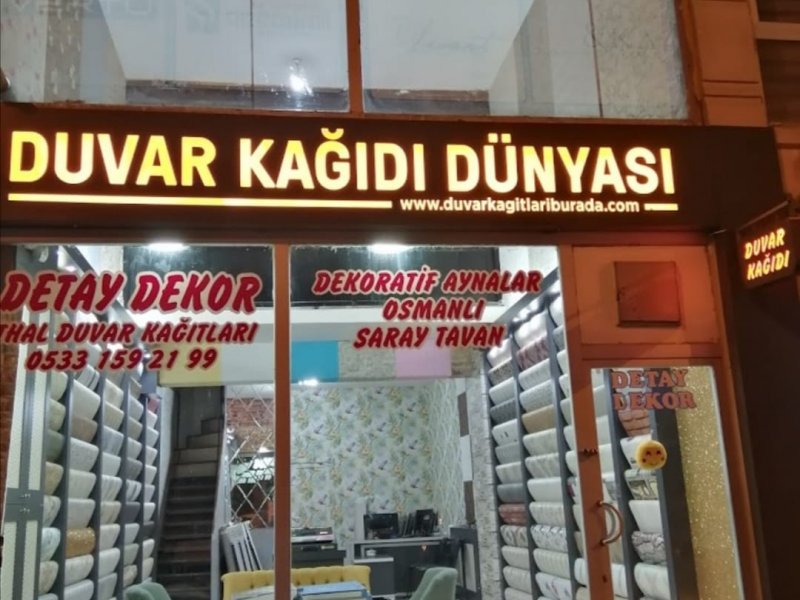 DUVAR KAĞIDI DÜNYASI
www.duvarkagitlariburada.com
DUVAR
KAĞIDI
DETAY DEKOR
THAL DUVAR KAĞITLARI
0533 159 21 99
DEKORATİF AYNALAR
OSMANLI
SARAY TAVAN
DETAY
DEKOR